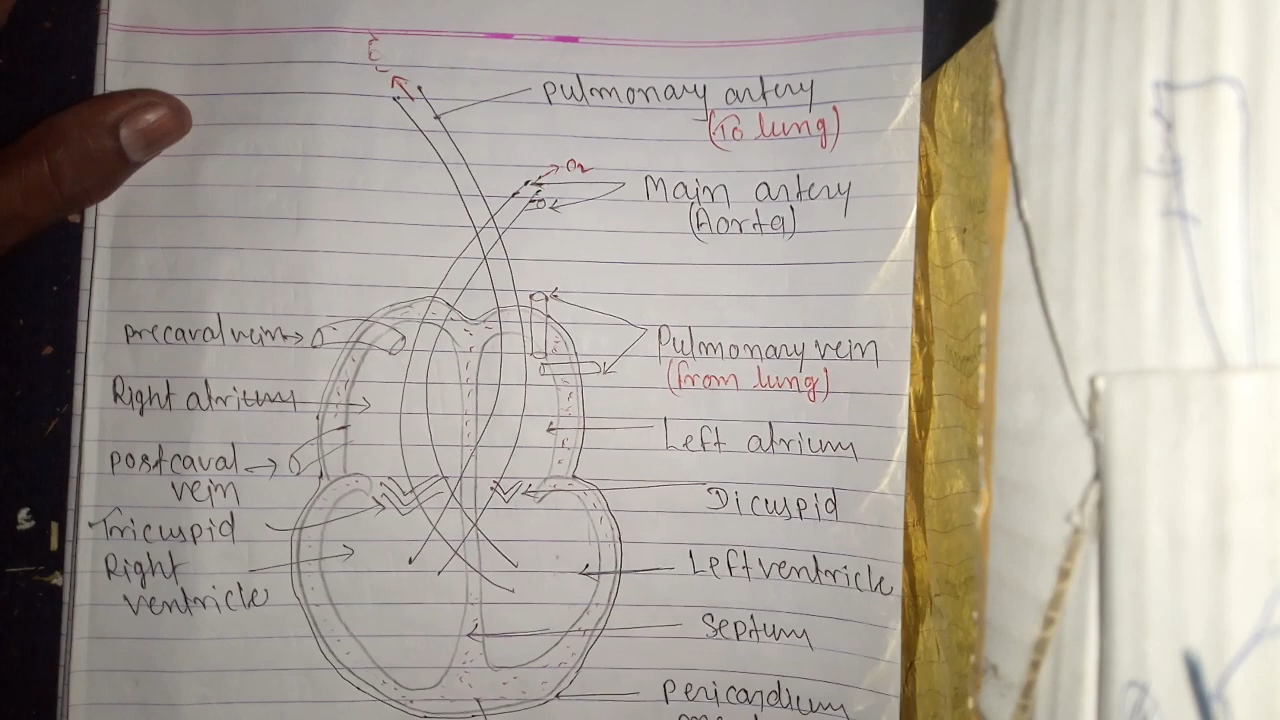 Pulmonary artery
(To lung)
O2
Main artery
(Aorta)
precaval vein
Pulmonary vein
(from lung)
Right atrium
Left atrium
postcaval
vein
Dicuspid
Tricuspid
Right
ventricle
Left ventricle
Septum
Pericardium